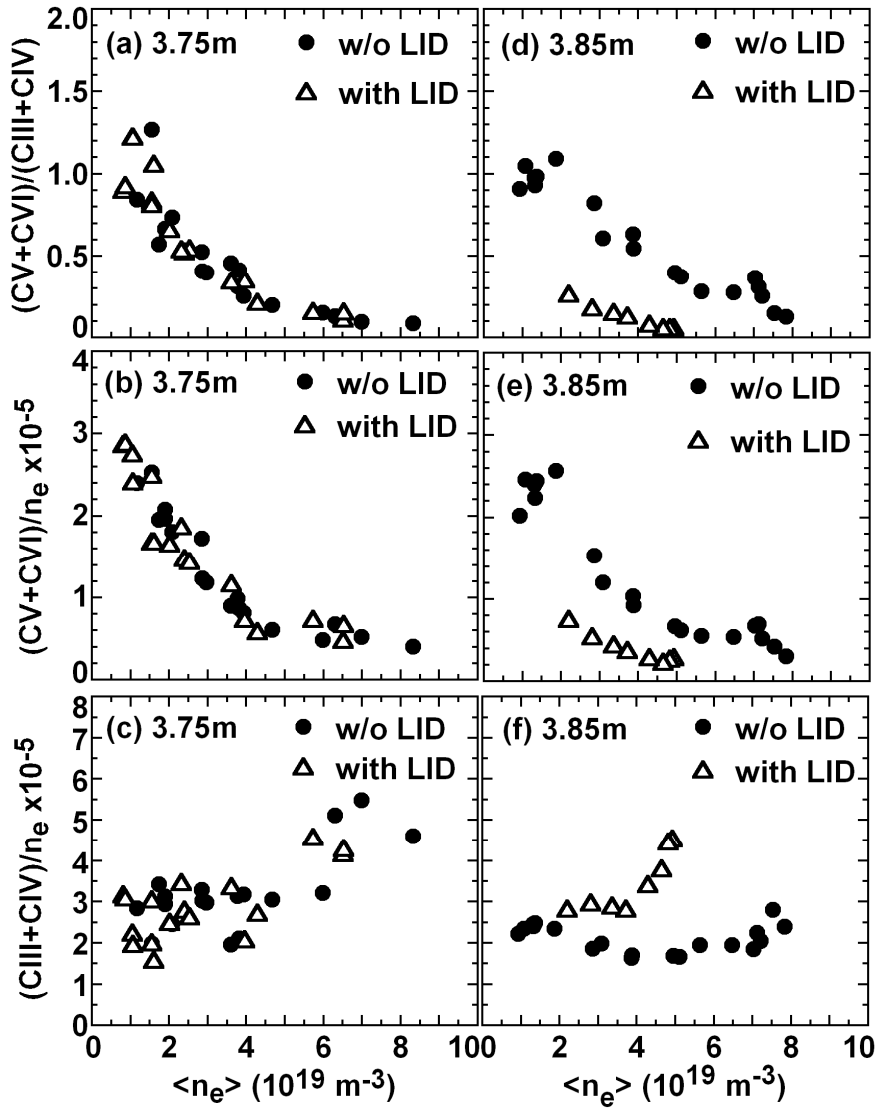 (CV+CVI)/(CIII+CIV)
2.0
1.5
1.0
0.5
0
(a) 3.75m
w/o LID
with LID
(d) 3.85m
w/o LID
with LID
(CV+CVI)/ne x10-5
4
3
2
1
0
(b) 3.75m
w/o LID
with LID
(e) 3.85m
w/o LID
with LID
(CIII+CIV)/ne x10-5
8
7
6
5
4
3
2
1
0
(c) 3.75m
w/o LID
with LID
(f) 3.85m
w/o LID
with LID
0 2 4 6 8 10 0 2 4 6 8 10
<ne> (1019 m-3) <ne> (1019 m-3)